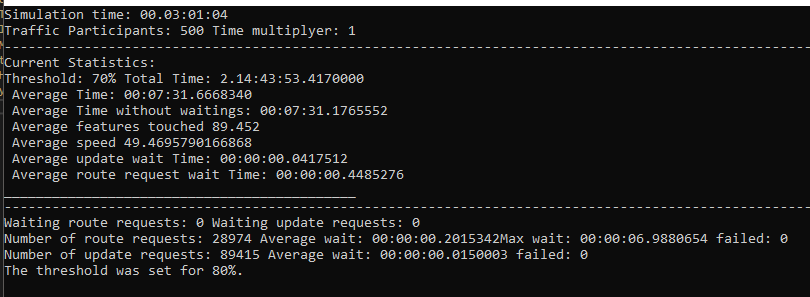 Simulation time: 00.03:01:04
Traffic Participants: 500 Time multiplyer: 1
Current Statistics:
Threshold: 70% Total Time: 2.14:43:53.4170000
Average Time: 00:07:31.6668340
Average Time without waitings: 00:07:31.1765552
Average features touched 89.452
Average speed 49.4695790166868
Average update wait Time: 00:00:00.0417512
Average route request wait Time: 00:00:00.4485276
Waiting route requests: 0 Waiting update requests: 0
Number of route requests: 28974 Average wait: 00:00:00.2015342Max wait: 00:00:06.9880654 failed: 0
Number of update requests: 89415 Average wait: 00:00:00.0150003 failed: 0
The threshold was set for 80%.